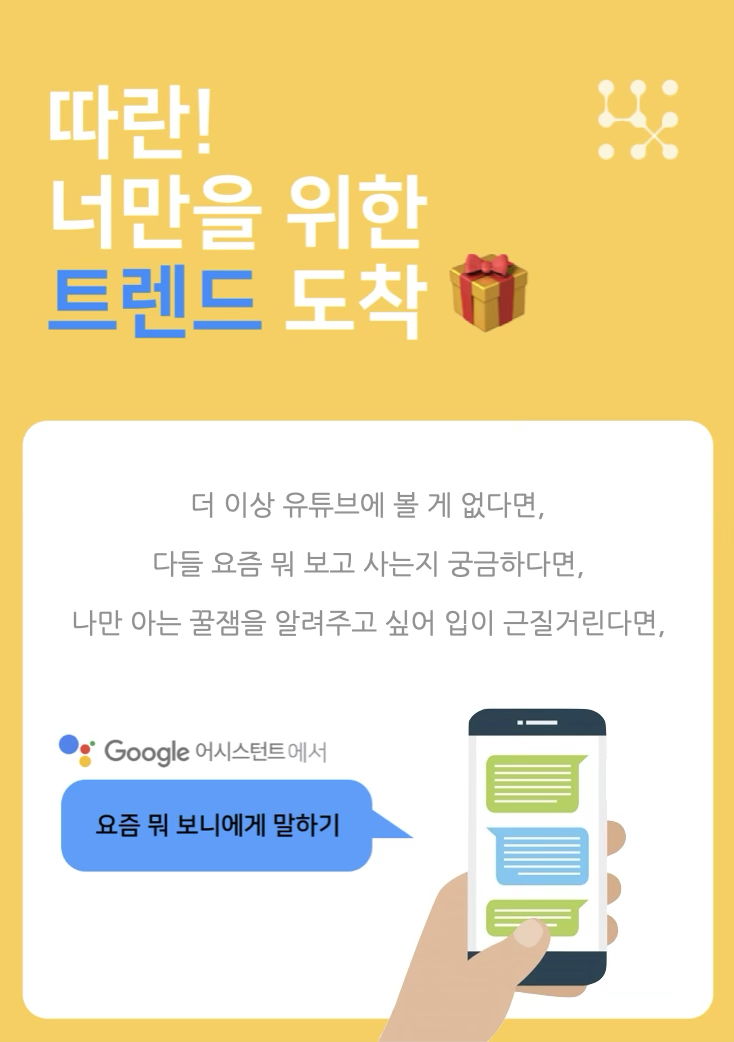 따란!
너만을 위한
트렌드 도착
더 이상 유튜브에 볼 게 없다면,
다들 요즘 뭐 보고 사는지 궁금하다면,
나만 아는 꿀잼을 알려주고 싶어 입이 근질거린다면,
Google 어시스턴트에서
요즘 뭐 보니에게 말하기